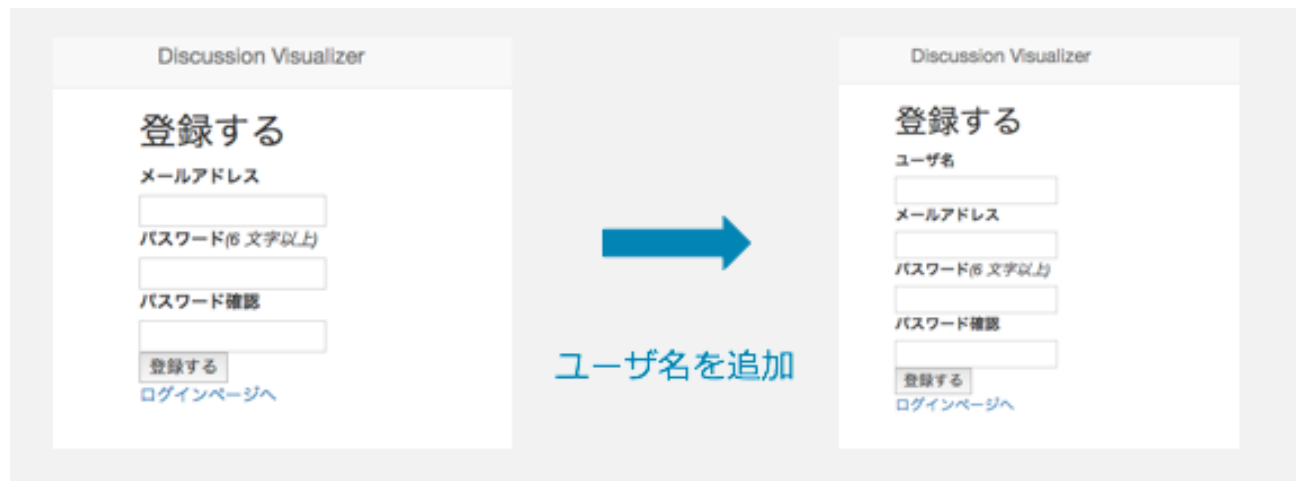 Discussion Visualizer
登録する
メールアドレス
パスワード(6 文字以上)
パスワード確認
登録する
ログインページへ
ユーザ名を追加
Discussion Visualizer
登録する
ユーザ名
メールアドレス
パスワード(6 文字以上)
パスワード確認
登録する
ログインページへ